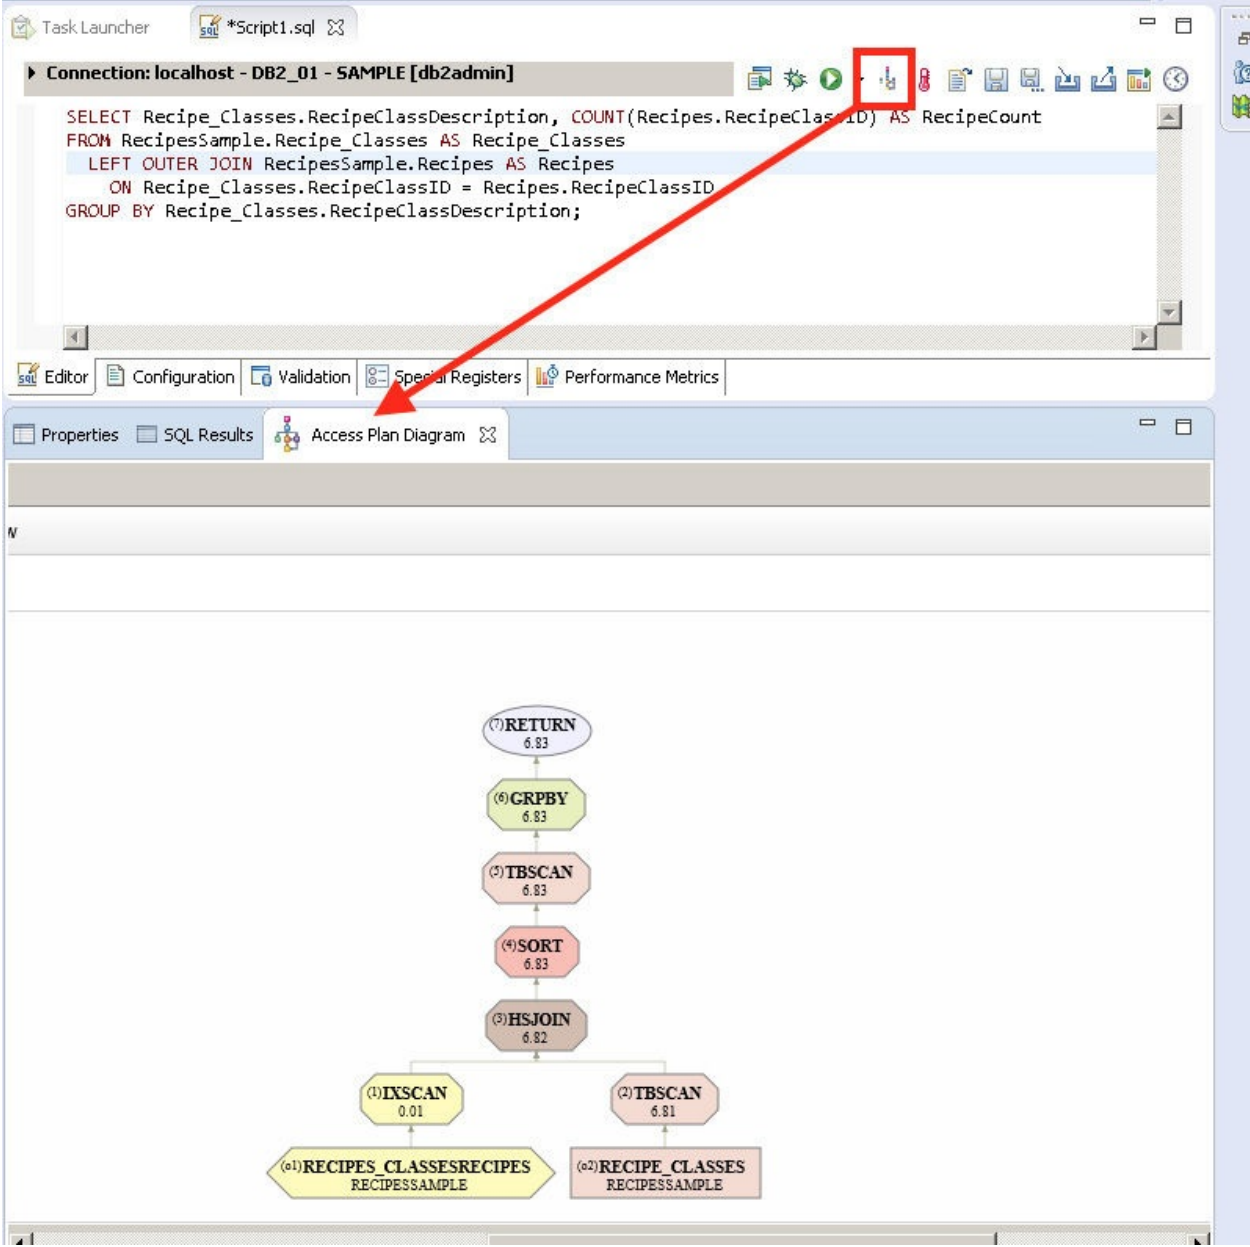 Task Launcher
*Script1.sql
Connection: localhost - DB2_01 - SAMPLE [db2admin]
SELECT Recipe_Classes.RecipeClassDescription, COUNT(Recipes.RecipeClassID) AS RecipeCount
FROM RecipesSample.Recipe_Classes AS Recipe_Classes
LEFT OUTER JOIN RecipesSample.Recipes AS Recipes
ON Recipe_Classes.RecipeClassID = Recipes.RecipeClassID
GROUP BY Recipe_Classes.RecipeClassDescription;
Editor Configuration Validation Special Registers Performance Metrics
Properties SQL Results Access Plan Diagram
w
(7)RETURN
6.83
(6)GRPBY
6.83
(5)TBSCAN
6.83
(4)SORT
6.83
(3)HSJOIN
6.82
(1)IXSCAN
0.01
(2)TBSCAN
6.81
(o1)RECIPES_CLASSESRECIPES
RECIPESSAMPLE
(o2)RECIPE_CLASSES
RECIPESSAMPLE